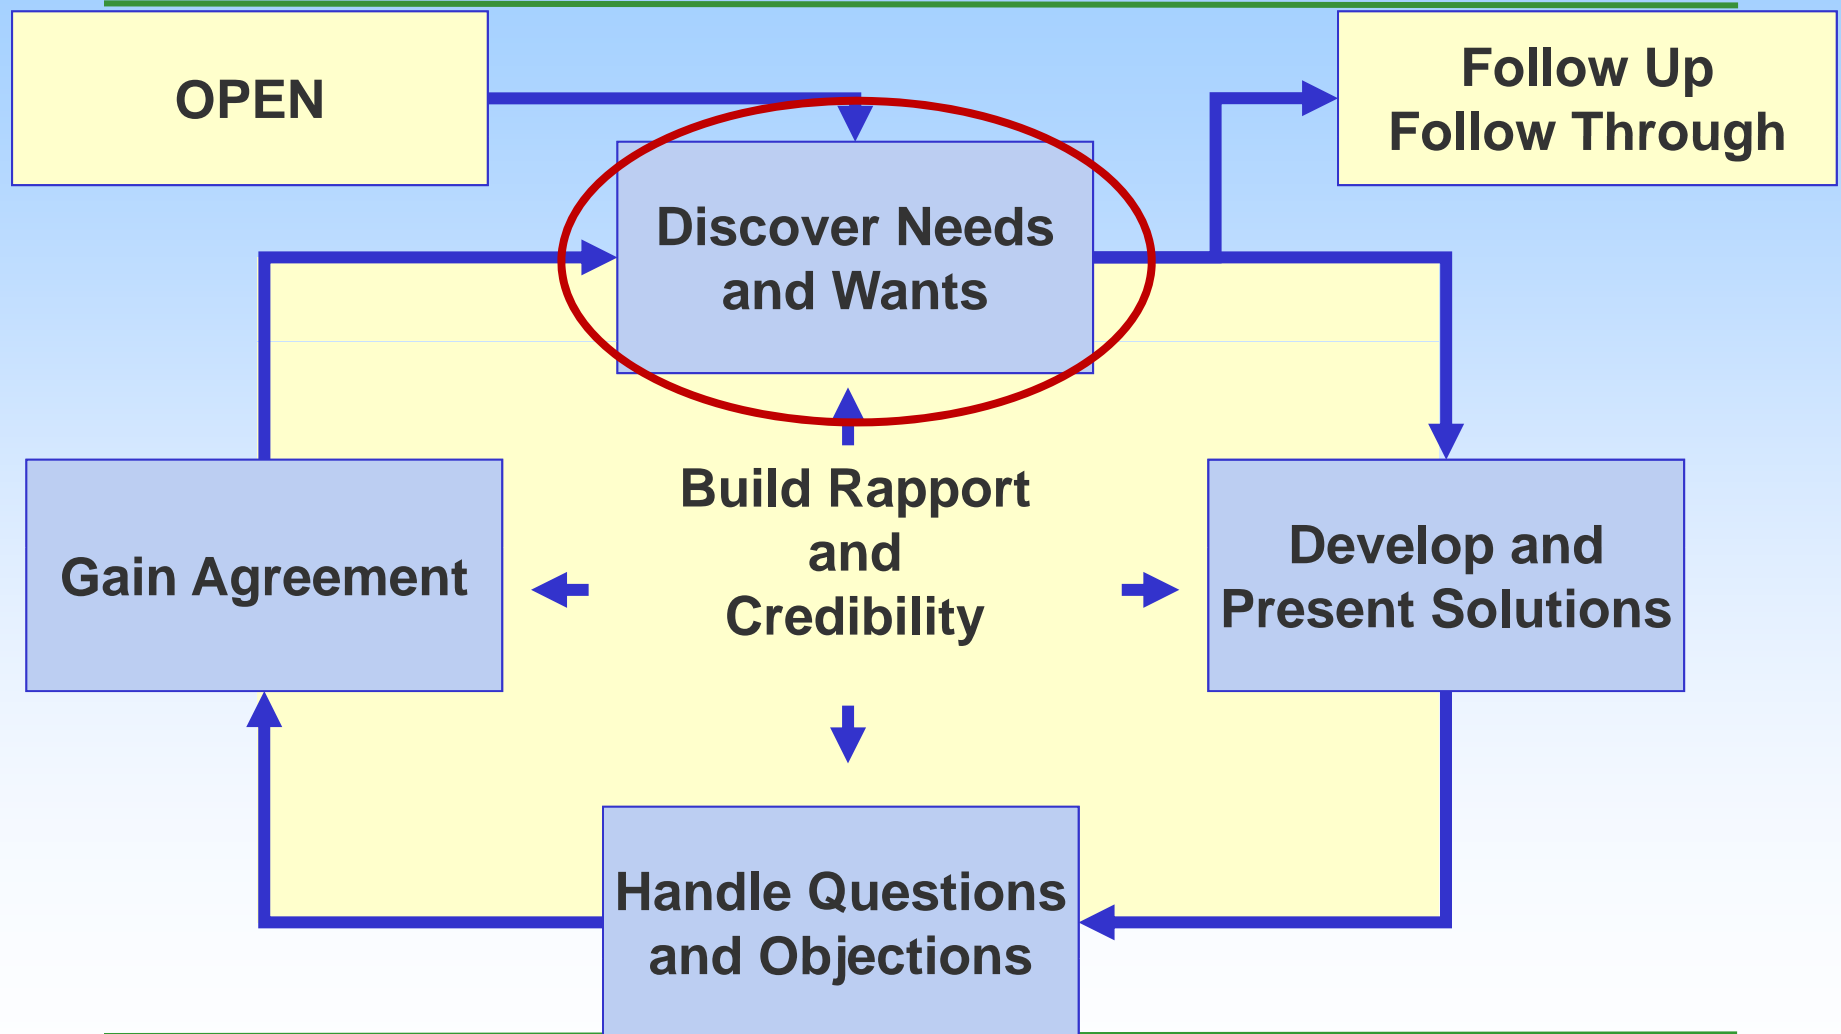 OPEN
Follow Up
Follow Through
Discover Needs
and Wants
Gain Agreement
Build Rapport
and
Credibility
Develop and
Present Solutions
Handle Questions
and Objections